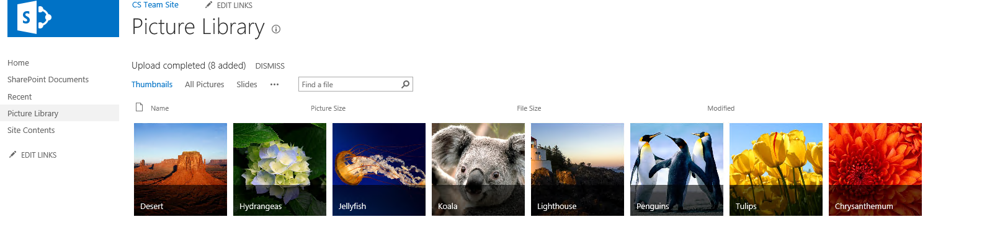 CS Team Site EDIT LINKS
S
Picture Library
Home
SharePoint Documents
Recent
Picture Library
Site Contents
EDIT LINKS
Upload completed (8 added) DISMISS
Thumbnails All Pictures Slides ••• Find a file
Name Picture Size File Size Modified
Desert Hydrangeas Jellyfish Koala Lighthouse Penguins Tulips Chrysanthemum